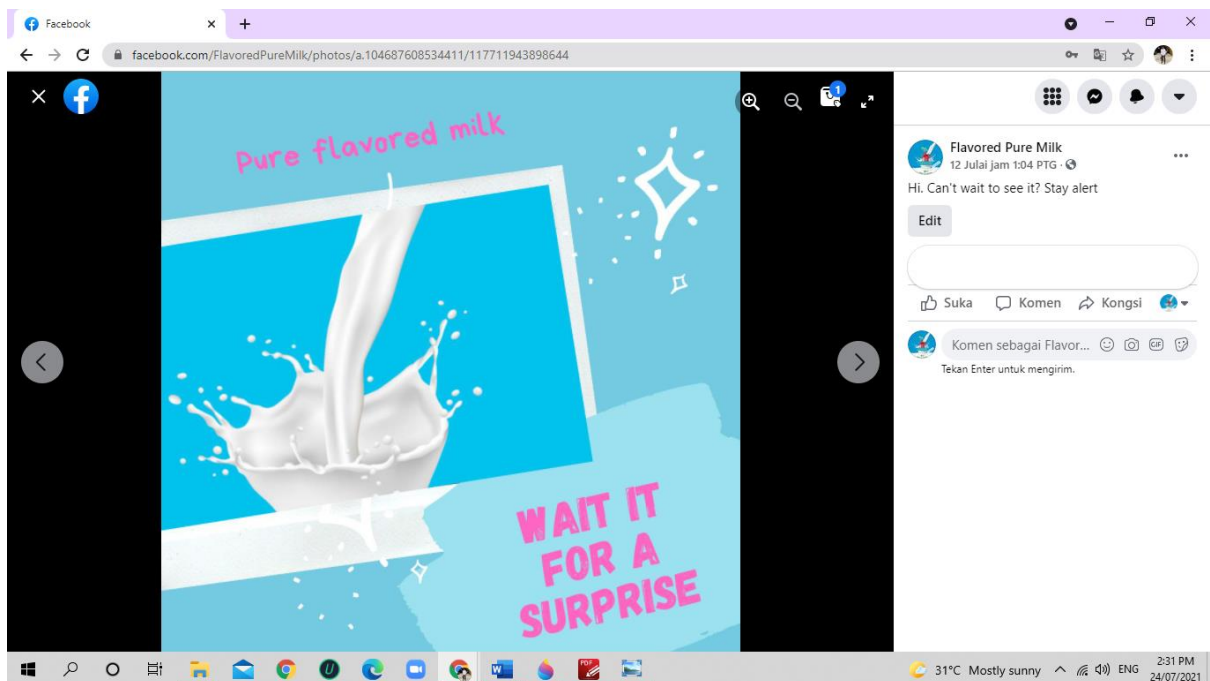 Facebook
facebook.com/FlavoredPureMilk/photos/a.104687608534411/117711943898644
1
Pure flavored milk
WAIT IT
FOR A
SURPRISE
Flavored Pure Milk
12 Julai jam 1:04 PTG ·
Hi. Can't wait to see it? Stay alert
Edit
Suka Komen Kongsi
Komen sebagai Flavor... GIF
Tekan Enter untuk mengirim.
31°C Mostly sunny ENG 2:31 PM
24/07/2021